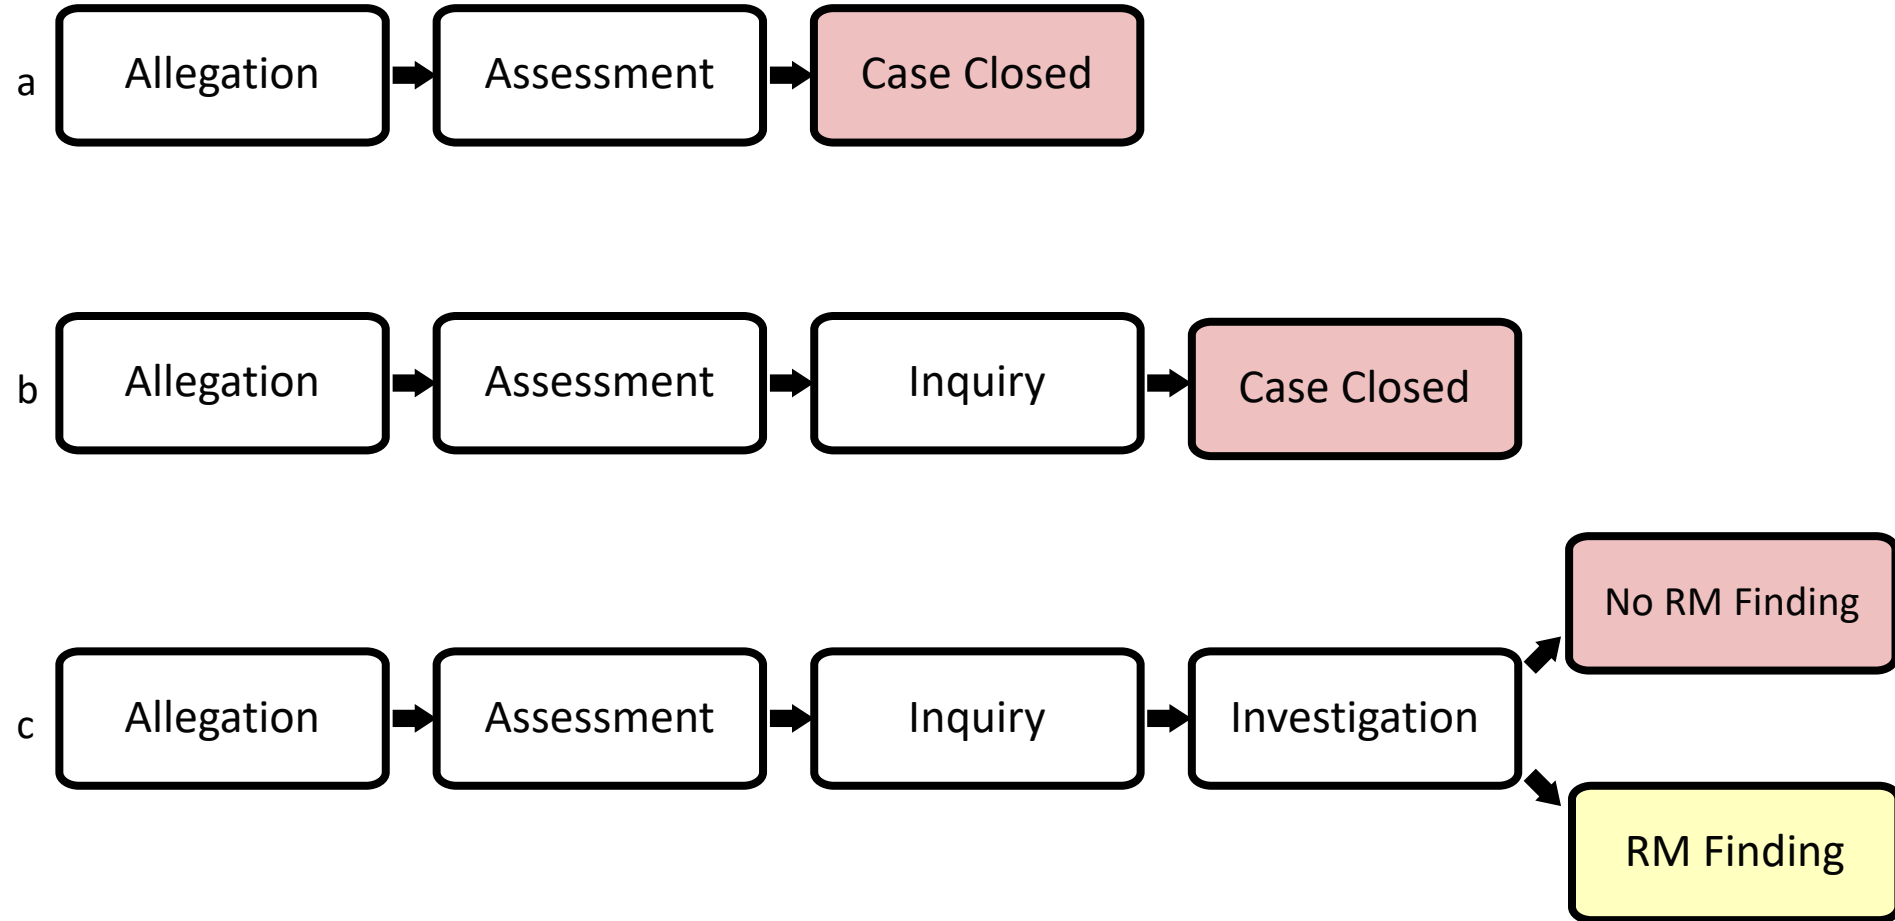 a
Allegation
Assessment
Case Closed
b
Allegation
Assessment
Inquiry
Case Closed
c
Allegation
Assessment
Inquiry
Investigation
No RM Finding
RM Finding